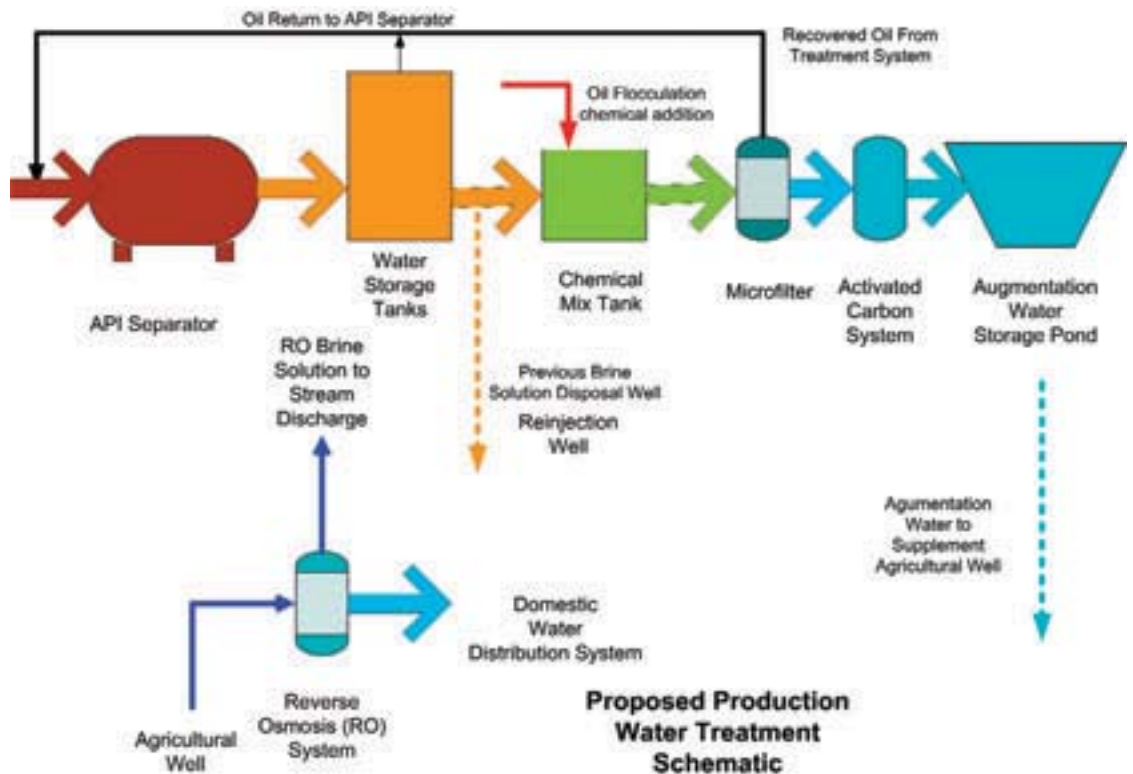 Oil Return to API Separator
Recovered Oil From
Treatment System
Oil Flocculation
chemical addition
API Separator
Water
Storage
Tanks
Chemical
Mix Tank
Microfilter
Activated
Carbon
System
Augmentation
Water
Storage Pond
RO Brine
Solution to
Stream
Discharge
Previous Brine
Solution Disposal Well
Reinjection
Well
Agumentation
Water to
Supplement
Agricultural Well
Domestic
Water
Distribution System
Reverse
Osmosis (RO)
System
Agricultural
Well
Proposed Production
Water Treatment
Schematic